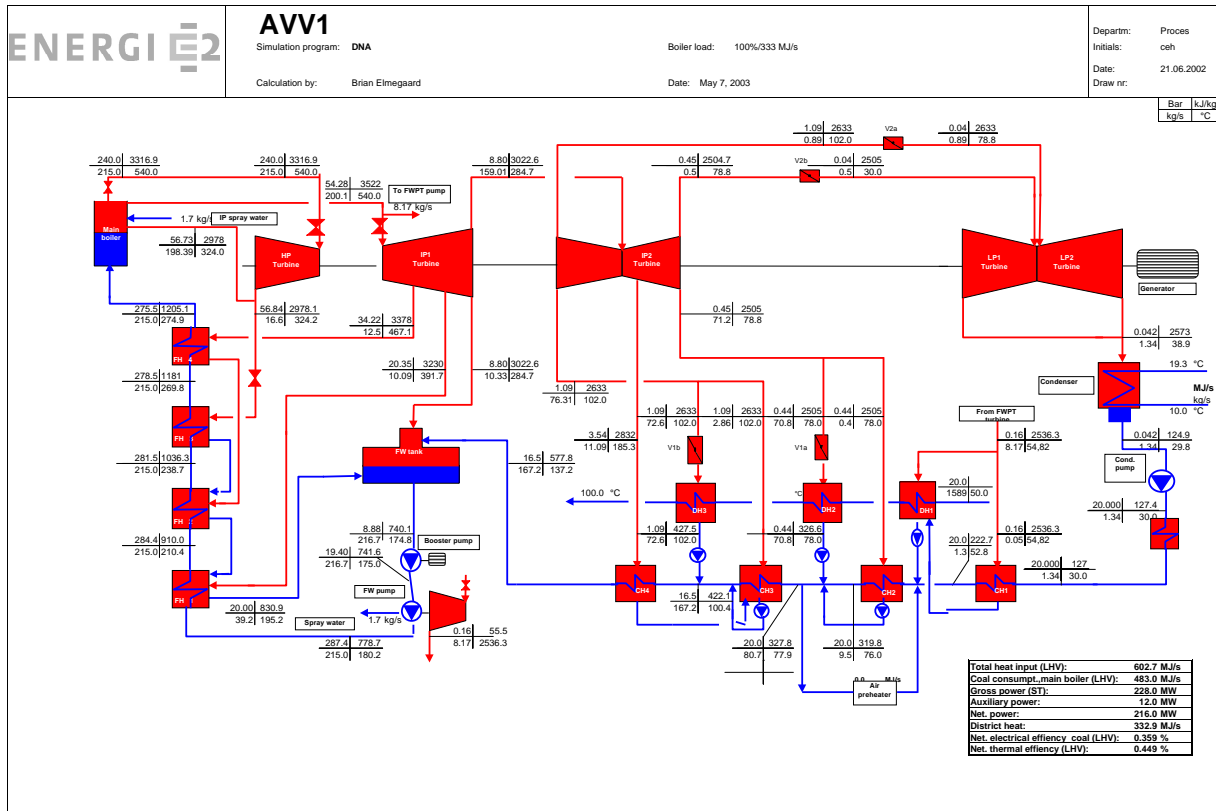 ENERGI E2
AVV1
Simulation program: DNA
Boiler load: 100%/333 MJ/s
Calculation by: Brian Elmegaard
Date: May 7, 2003
Departm: Proces
Initials: ceh
Date: 21.06.2002
Draw nr:
Bar kJ/kg
kg/s °C
1.09 2633
0.89 102.0
V2a
0.04 2633
0.89 78.8
240.0 3316.9
215.0 540.0
240.0 3316.9
215.0 540.0
8.80 3022.6
159.01 284.7
0.45 2504.7
0.5 78.8
V2b
0.04 2505
0.5 30.0
54.28 3522
200.1 540.0
To FWPT pump
8.17 kg/s
1.7 kg/s
IP spray water
Main
boiler
56.73 2978
198.39 324.0
HP
Turbine
IP1
Turbine
IP2
Turbine
LP1
Turbine
LP2
Turbine
Generator
275.5 1205.1
215.0 274.9
56.84 2978.1
16.6 324.2
34.22 3378
12.5 467.1
0.45 2505
71.2 78.8
0.042 2573
1.34 38.9
FH 4
20.35 3230
10.09 391.7
8.80 3022.6
10.33 284.7
19.3 °C
Condenser
MJ/s
kg/s
10.0 °C
278.5 1181
215.0 269.8
1.09 2633
76.31 102.0
1.09 2633
72.6 102.0
1.09 2633
2.86 102.0
0.44 2505
70.8 78.0
0.44 2505
0.4 78.0
From FWPT
turbine
0.16 2536.3
8.17 54,82
0.042 124.9
1.34 29.8
3.54 2832
11.09 185.3
V1b
V1a
FW tank
16.5 577.8
167.2 137.2
281.5 1036.3
215.0 238.7
Cond.
pump
100.0 °C
DH3
°C
DH2
DH1
20.0
1589 50.0
20.000 127.4
1.34 30.0
284.4 910.0
215.0 210.4
8.88 740.1
216.7 174.8
Booster pump
1.09 427.5
72.6 102.0
0.44 326.6
70.8 78.0
20.0 222.7
1.3 52.8
0.16 2536.3
0.05 54,82
19.40 741.6
216.7 175.0
20.000 127
1.34 30.0
FW pump
CH4
CH3
CH2
CH1
20.00 830.9
39.2 195.2
Spray water
1.7 kg/s
16.5 422.1
167.2 100.4
0.16 55.5
8.17 2536.3
287.4 778.7
215.0 180.2
20.0 327.8
80.7 77.9
20.0 319.8
9.5 76.0
MJ/s
Air
preheater
Total heat input (LHV): 602.7 MJ/s
Coal consumpt.,main boiler (LHV): 483.0 MJ/s
Gross power (ST): 228.0 MW
Auxiliary power: 12.0 MW
Net. power: 216.0 MW
District heat: 332.9 MJ/s
Net. electrical effiency coal (LHV): 0.359 %
Net. thermal effiency (LHV): 0.449 %